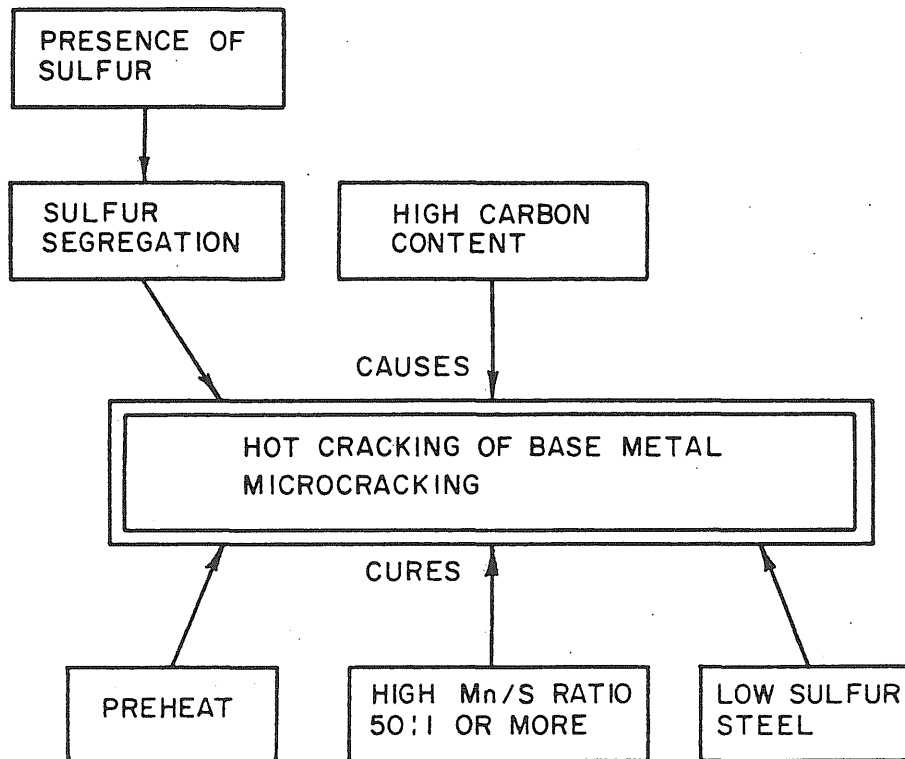 PRESENCE OF
SULFUR
SULFUR
SEGREGATION
HIGH CARBON
CONTENT
CAUSES
HOT CRACKING OF BASE METAL
MICROCRACKING
CURES
PREHEAT
HIGH Mn/S RATIO
50:1 OR MORE
LOW SULFUR
STEEL